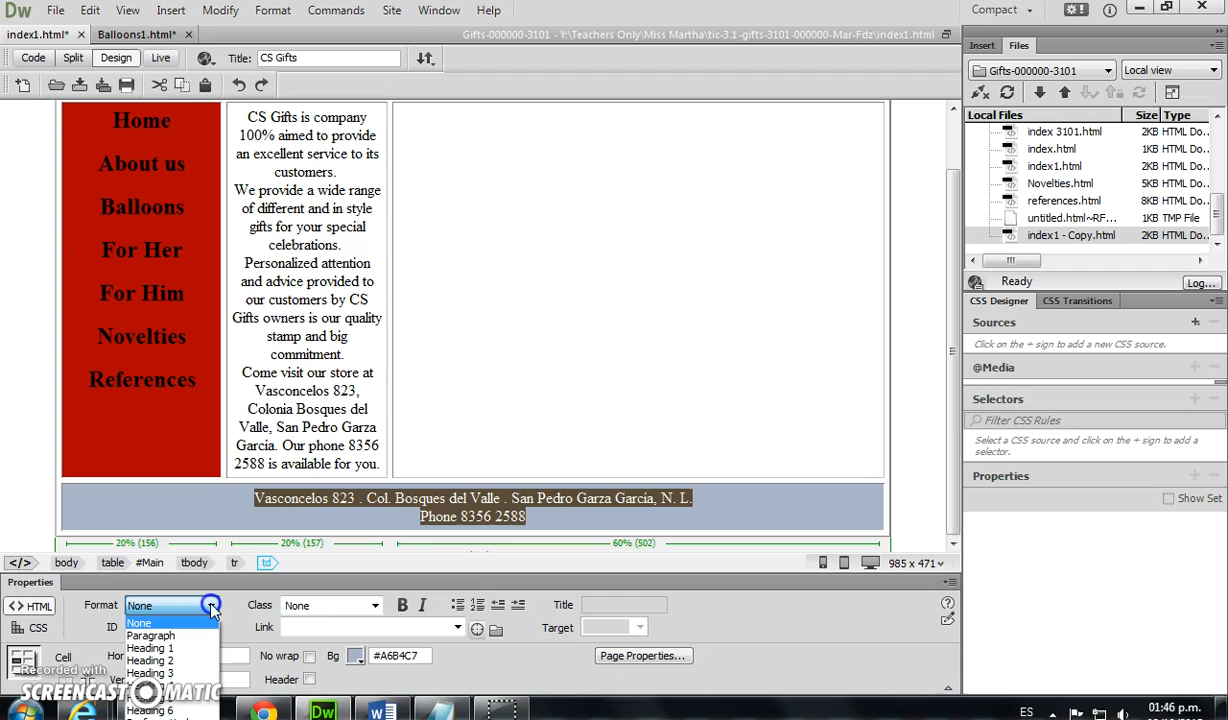 Dw File Edit View Insert Modify Format Commands Site Window Help Compact
index1.html* × Balloons1.html* × Gifts-000000-3101 - Y:\Teachers Only\Miss Martha\tic-3.1-gifts-3101-Mar-Fdz\index1.html
Code Split Design Live Title: CS Gifts
Home
About us
Balloons
For Her
For Him
Novelties
References
CS Gifts is company
100% aimed to provide
an excellent service to its
customers.
We provide a wide range
of different and in style
gifts for your special
celebrations.
Personalized attention
and advice provided to
our customers by CS
Gifts owners is our quality
stamp and big
commitment.
Come visit our store at
Vasconcelos 823,
Colonia Bosques del
Valle, San Pedro Garza
García. Our phone 8356
2588 is available for you.
Vasconcelos 823 . Col. Bosques del Valle . San Pedro Garza García, N. L.
Phone 8356 2588
20% (156) 20% (157) 60% (502)
</> body table #Main tbody tr td 985 x 471
Properties
<> HTML Format None Class None B I Title
CSS ID Link Target
Cell Hor No wrap Bg #A6B4C7 Page Properties...
Ver Header
None
Paragraph
Heading 1
Heading 2
Heading 3
Heading 6
Recorded with
SCREENCAST MATIC
Insert Files
Gifts-000000-3101 Local view
Local Files Size Type
index 3101.html 2KB HTML Do...
index.html 1KB HTML Do...
index1.html 2KB HTML Do...
Novelties.html 5KB HTML Do...
references.html 8KB HTML Do...
untitled.html~RF... 1KB TMP File
index1 - Copy.html 2KB HTML Do...
Ready Log...
CSS Designer CSS Transitions
Sources
Click on the + sign to add a new CSS source.
@Media
Selectors
Filter CSS Rules
Select a CSS source and click on the + sign to add a
selector.
Properties Show Set
Dw W ES 01:46 p.m.